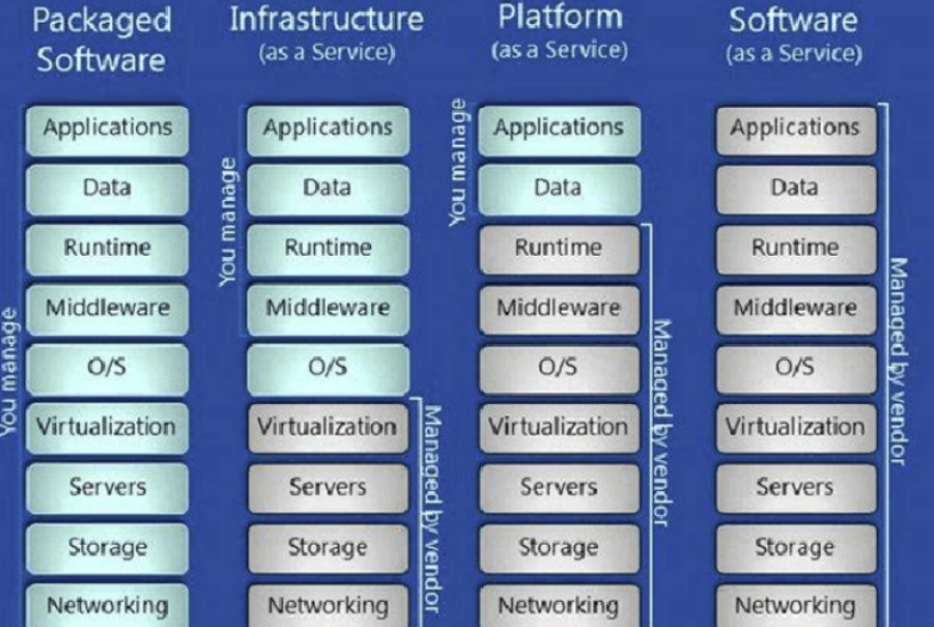 Packaged
Software
You manage
Applications
Data
Runtime
Middleware
O/S
Virtualization
Servers
Storage
Networking
Infrastructure
(as a Service)
You manage
Applications
Data
Runtime
Middleware
O/S
Virtualization
Servers
Storage
Networking
Managed by vendor
Platform
(as a Service)
You manage
Applications
Data
Runtime
Middleware
O/S
Virtualization
Servers
Storage
Networking
Managed by vendor
Software
(as a Service)
Applications
Data
Runtime
Middleware
O/S
Virtualization
Servers
Storage
Networking
Managed by vendor